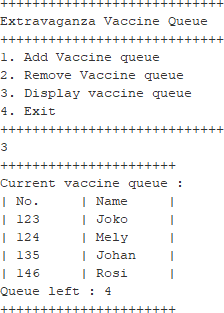 ++++++++++++++++++++++++++++
Extravaganza Vaccine Queue
++++++++++++++++++++++++++++
1. Add Vaccine queue
2. Remove Vaccine queue
3. Display vaccine queue
4. Exit
++++++++++++++++++++++++++++
3
++++++++++++++++++++++
Current vaccine queue :
| No.     | Name     |
| 123     | Joko     |
| 124     | Mely     |
| 135     | Johan    |
| 146     | Rosi     |
Queue left : 4
++++++++++++++++++++++